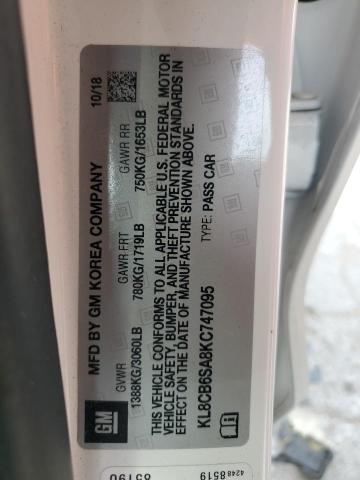 GM
MFD BY GM KOREA COMPANY 10/18
GVWR GAWR FRT GAWR RR
1388KG/3060LB 780KG/1719LB 750KG/1653LB
THIS VEHICLE CONFORMS TO ALL APPLICABLE U.S. FEDERAL MOTOR
VEHICLE SAFETY, BUMPER, AND THEFT PREVENTION STANDARDS IN
EFFECT ON THE DATE OF MANUFACTURE SHOWN ABOVE.
KL8CB6SA8KC747095 TYPE: PASS CAR
4248 8519